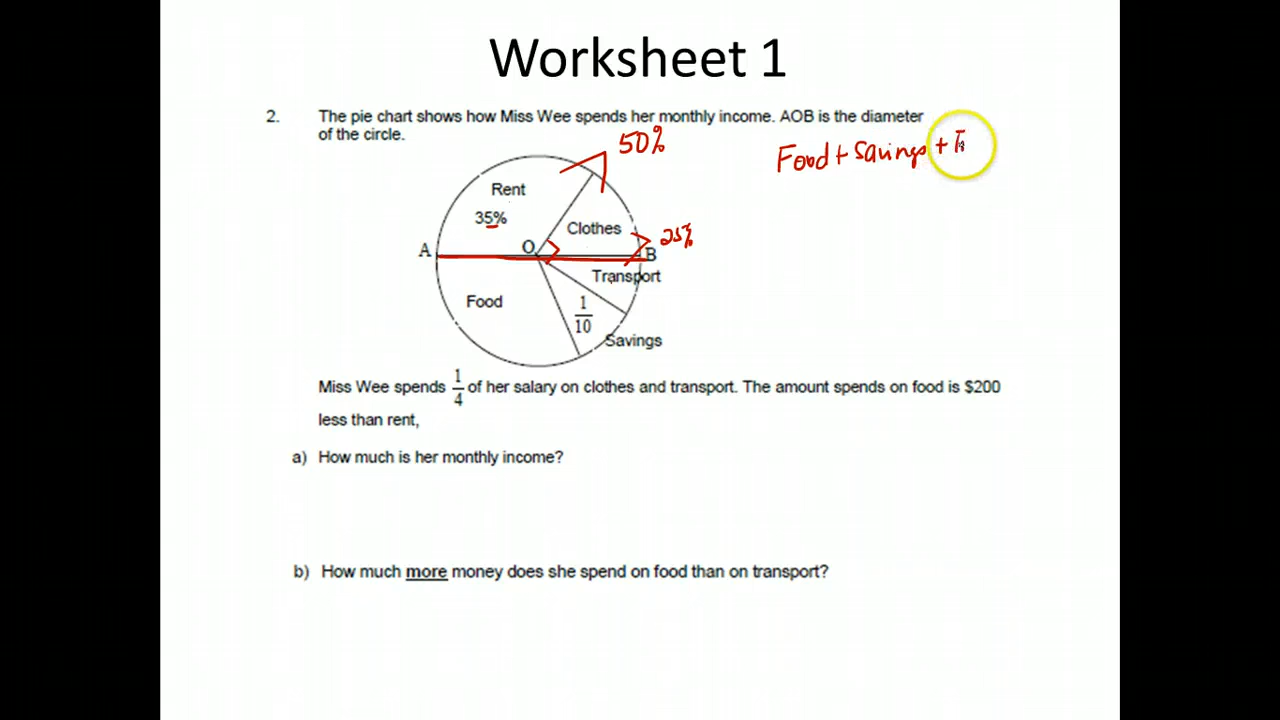 Worksheet 1
2. The pie chart shows how Miss Wee spends her monthly income. AOB is the diameter
of the circle.
50%
Food + Savings + T
Rent
35%
Clothes
25%
A
O
B
Transport
Food
1/10
Savings
Miss Wee spends 1/4 of her salary on clothes and transport. The amount spends on food is $200
less than rent,
a) How much is her monthly income?
b) How much more money does she spend on food than on transport?